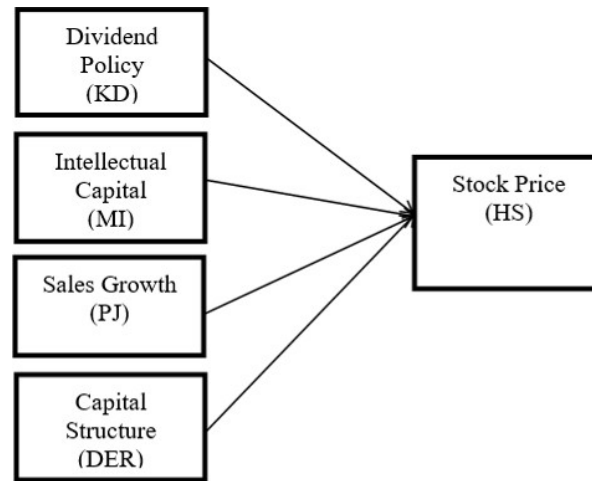 Dividend
Policy
(KD)
Intellectual
Capital
(MI)
Sales Growth
(PJ)
Capital
Structure
(DER)
Stock Price
(HS)